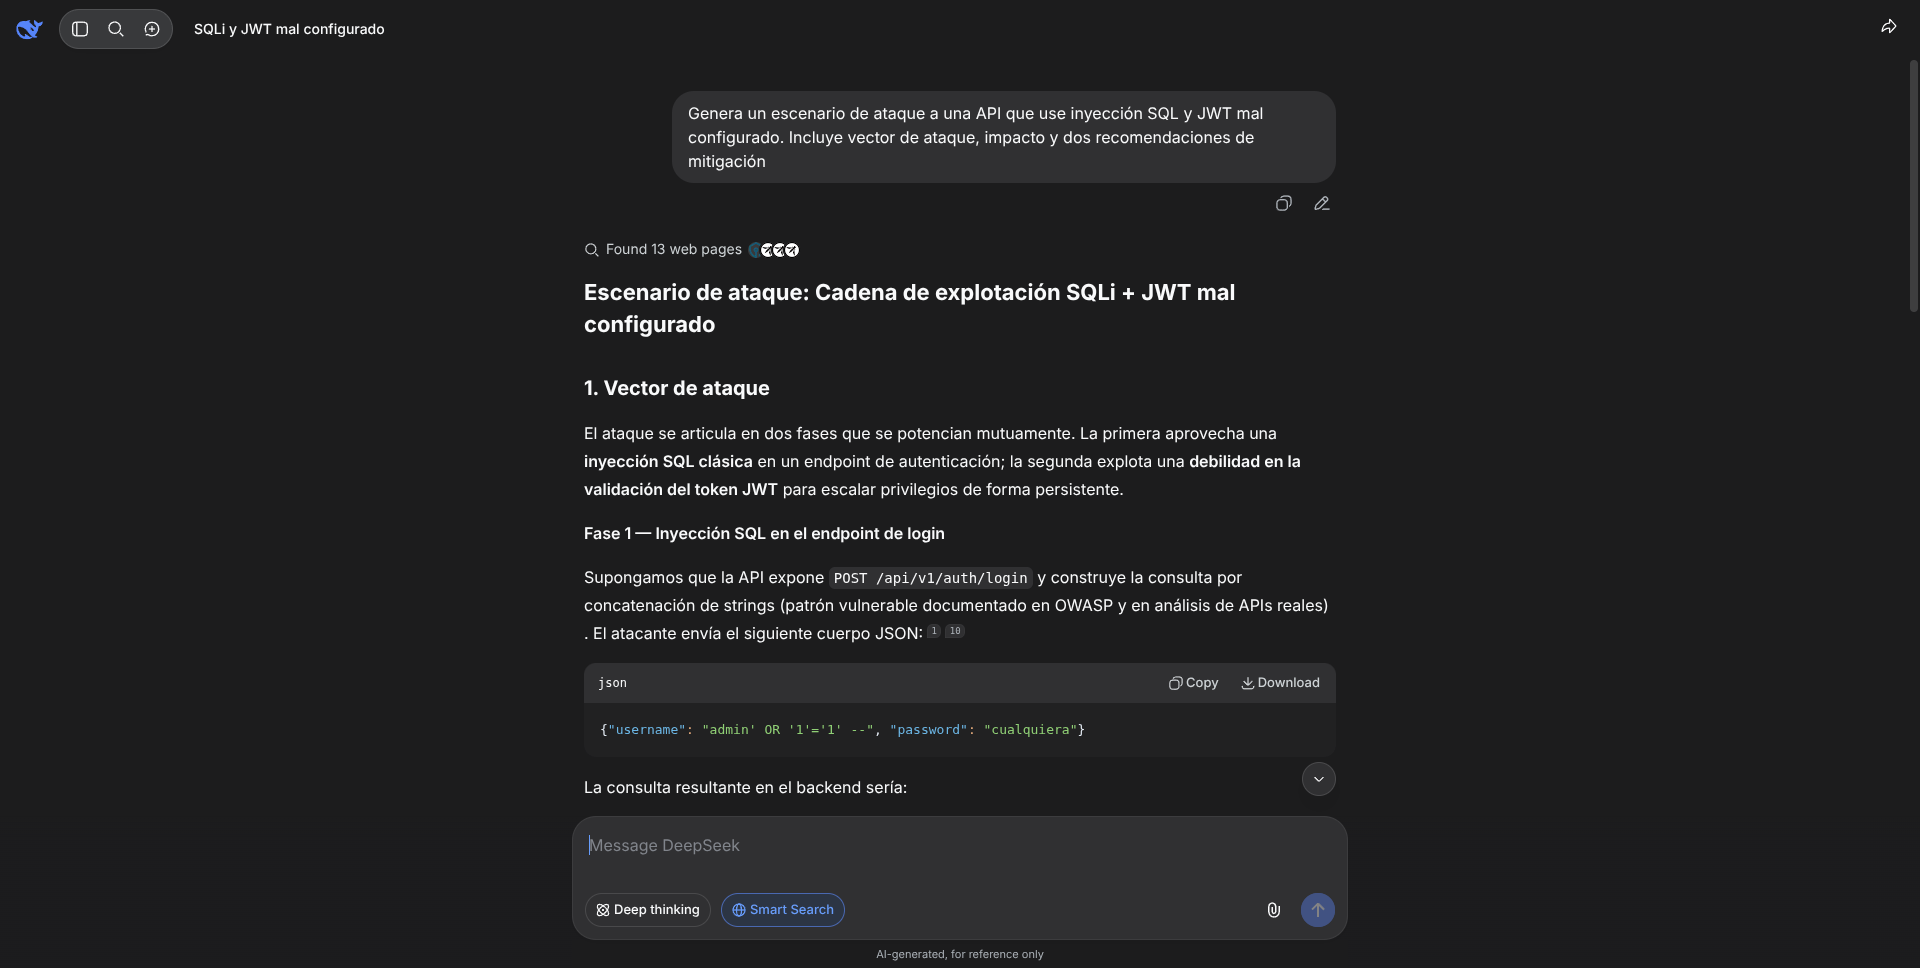 SQLi y JWT mal configurado
Genera un escenario de ataque a una API que use inyección SQL y JWT mal
configurado. Incluye vector de ataque, impacto y dos recomendaciones de
mitigación
Found 13 web pages
Escenario de ataque: Cadena de explotación SQLi + JWT mal
configurado
1. Vector de ataque
El ataque se articula en dos fases que se potencian mutuamente. La primera aprovecha una
inyección SQL clásica en un endpoint de autenticación; la segunda explota una debilidad en la
validación del token JWT para escalar privilegios de forma persistente.
Fase 1 — Inyección SQL en el endpoint de login
Supongamos que la API expone POST /api/v1/auth/login y construye la consulta por
concatenación de strings (patrón vulnerable documentado en OWASP y en análisis de APIs reales)
. El atacante envía el siguiente cuerpo JSON: 1 10
json Copy Download
{"username": "admin' OR '1'='1' --", "password": "cualquiera"}
La consulta resultante en el backend sería:
Message DeepSeek
Deep thinking Smart Search
AI-generated, for reference only